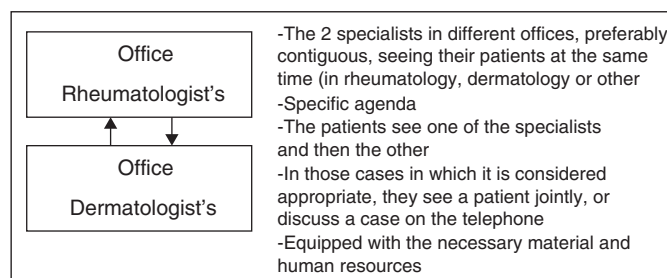 Office
Rheumatologist's
Office
Dermatologist's
-The 2 specialists in different offices, preferably
contiguous, seeing their patients at the same
time (in rheumatology, dermatology or other
-Specific agenda
-The patients see one of the specialists
and then the other
-In those cases in which it is considered
appropriate, they see a patient jointly, or
discuss a case on the telephone
-Equipped with the necessary material and
human resources